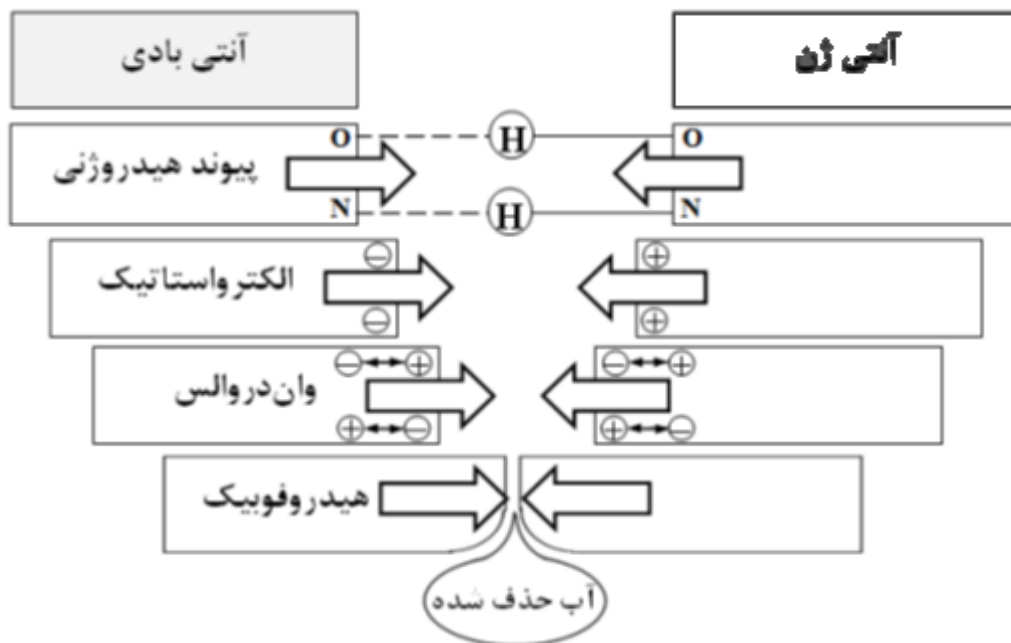 آنتی ژن
آنتی بادی
O H O
پیوند هیدروژنی
N H N
الکترواستاتیک
وان‌دروالس
هیدروفوبیک
آب حذف شده